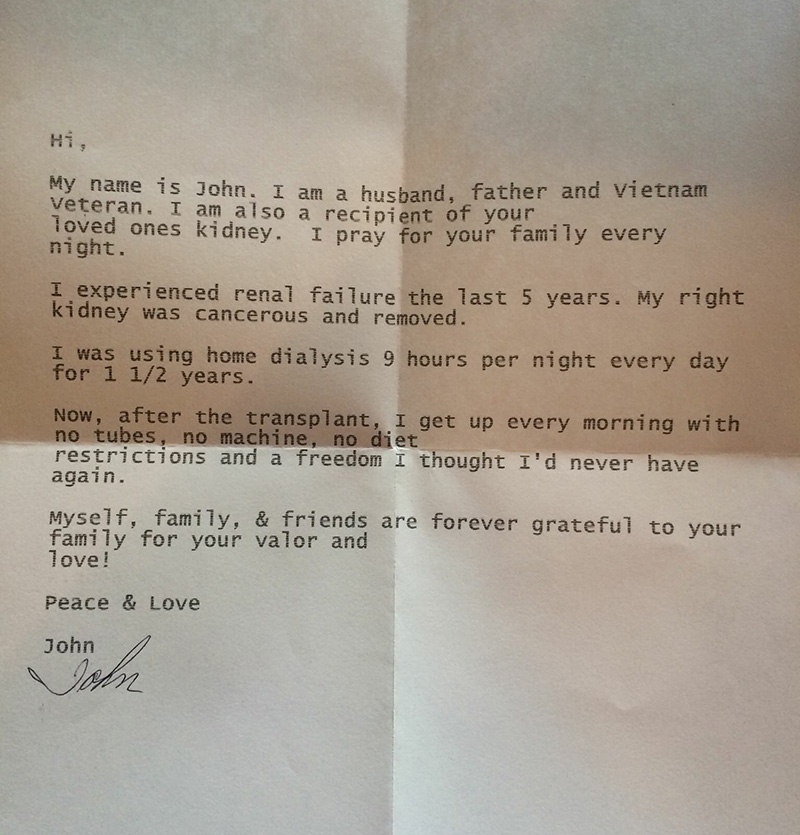 Hi,
My name is John. I am a husband, father and Vietnam
Veteran. I am also a recipient of your
loved ones kidney.  I pray for your family every
night.
I experienced renal failure the last 5 years. My right
kidney was cancerous and removed.
I was using home dialysis 9 hours per night every day
for 1 1/2 years.
Now, after the transplant, I get up every morning with
no tubes, no machine, no diet
restrictions and a freedom I thought I'd never have
again.
Myself, family, & friends are forever grateful to your
family for your valor and
love!
Peace & Love
John
John